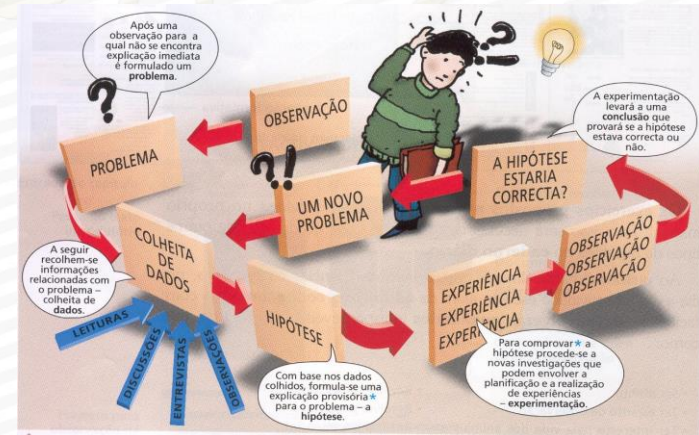 Após uma
observação para a
qual não se encontra
explicação imediata
é formulado um
problema.
OBSERVAÇÃO
PROBLEMA
?
?!
?!
A experimentação
levará a uma
conclusão que
provará se a hipótese
estava correcta ou
não.
A HIPÓTESE
ESTARIA
CORRECTA?
UM NOVO
PROBLEMA
COLHEITA
DE
DADOS
A seguir
recolhem-se
informações
relacionadas com
o problema –
colheita de
dados.
LEITURAS
DISCUSSÕES
ENTREVISTAS
OBSERVAÇÕES
HIPÓTESE
Com base nos dados
colhidos, formula-se uma
explicação provisória*
para o problema – a
hipótese.
EXPERIÊNCIA
EXPERIÊNCIA
EXPERIÊNCIA
OBSERVAÇÃO
OBSERVAÇÃO
OBSERVAÇÃO
Para comprovar* a
hipótese procede-se a
novas investigações que
podem envolver a
planificação e a realização
de experiências
– experimentação.